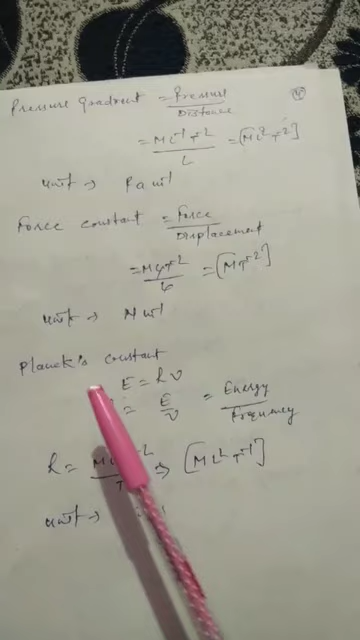 Pressure Gradient = Pressure / Distance
= ML⁻¹T⁻² / L = [ML⁻²T⁻²]
unit → Pa m⁻¹
Force constant = Force / Displacement
= MLT⁻² / L = [MT⁻²]
unit → N m⁻¹
Planck's constant
E = hν
= E / ν = Energy / Frequency
h = ⇒ [ML²T⁻¹]
unit →